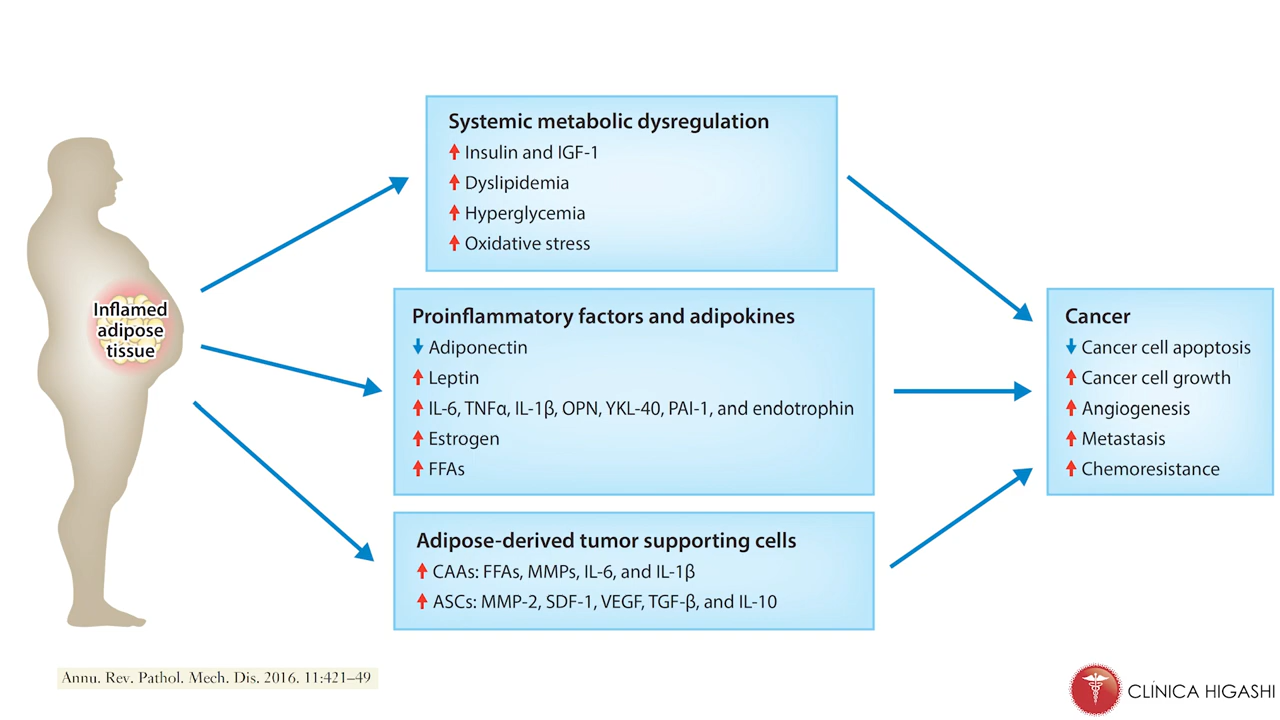 Systemic metabolic dysregulation
Insulin and IGF-1
Dyslipidemia
Hyperglycemia
Oxidative stress
Inflamed
adipose
tissue
Proinflammatory factors and adipokines
Adiponectin
Leptin
IL-6, TNFα, IL-1β, OPN, YKL-40, PAI-1, and endotrophin
Estrogen
FFAs
Adipose-derived tumor supporting cells
CAAs: FFAs, MMPs, IL-6, and IL-1β
ASCs: MMP-2, SDF-1, VEGF, TGF-β, and IL-10
Cancer
Cancer cell apoptosis
Cancer cell growth
Angiogenesis
Metastasis
Chemoresistance
Annu. Rev. Pathol. Mech. Dis. 2016. 11:421–49
CLÍNICA HIGASHI